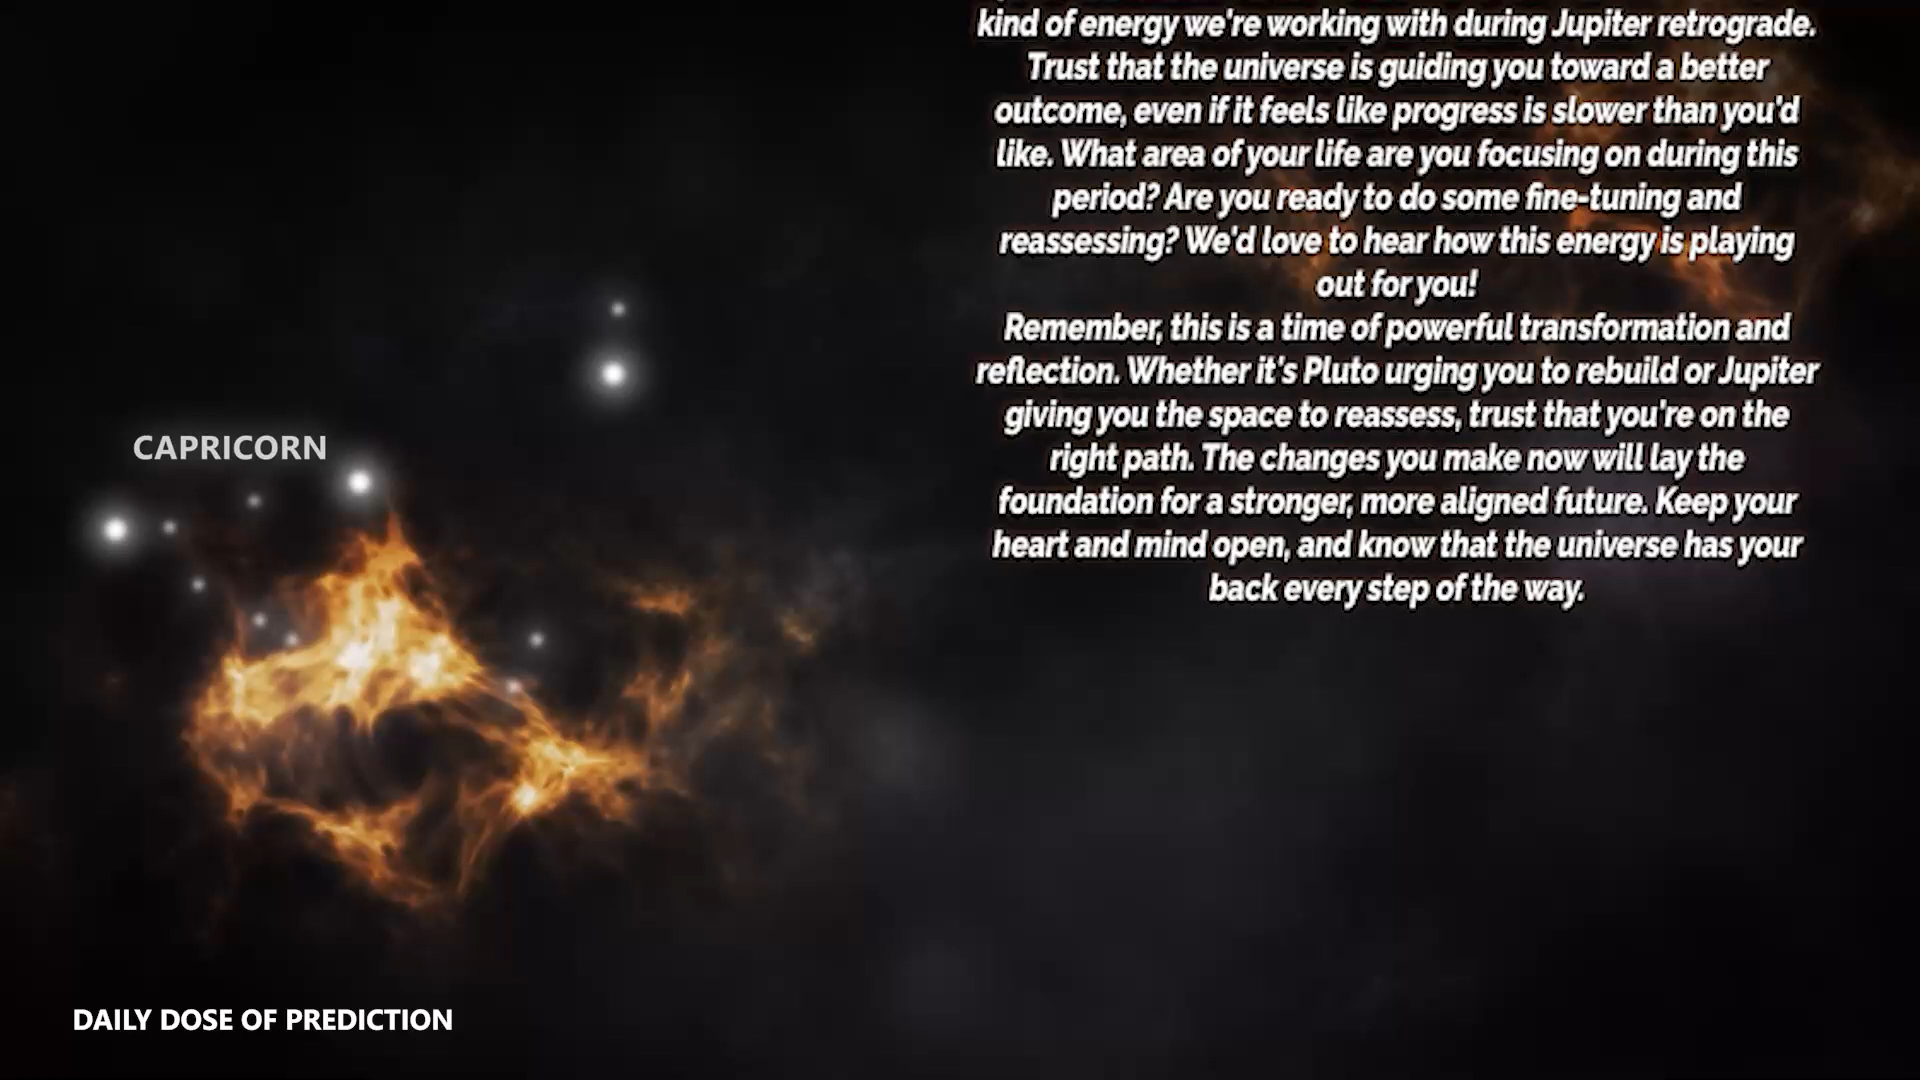 kind of energy we're working with during Jupiter retrograde.
Trust that the universe is guiding you toward a better
outcome, even if it feels like progress is slower than you'd
like. What area of your life are you focusing on during this
period? Are you ready to do some fine-tuning and
reassessing? We'd love to hear how this energy is playing
out for you!
Remember, this is a time of powerful transformation and
reflection. Whether it's Pluto urging you to rebuild or Jupiter
giving you the space to reassess, trust that you're on the
right path. The changes you make now will lay the
foundation for a stronger, more aligned future. Keep your
heart and mind open, and know that the universe has your
back every step of the way.
CAPRICORN
DAILY DOSE OF PREDICTION